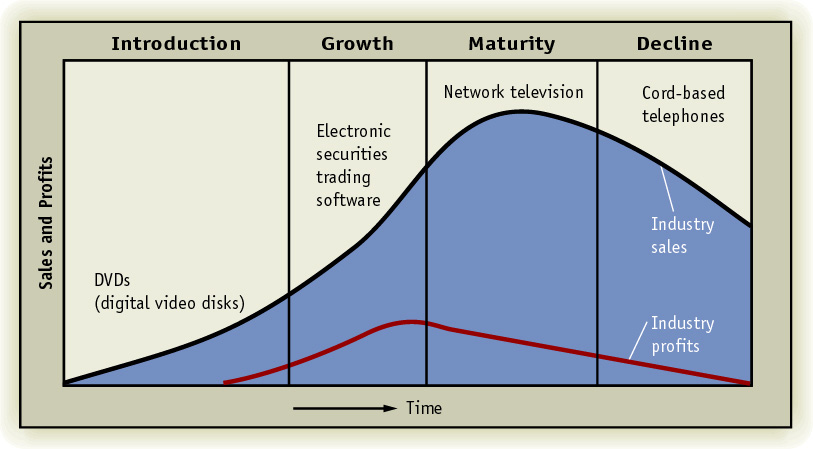 Introduction
Growth
Maturity
Decline
Network television
Cord-based
telephones
Electronic
securities
trading
software
Sales and Profits
DVDs
(digital video disks)
Industry
sales
Industry
profits
Time